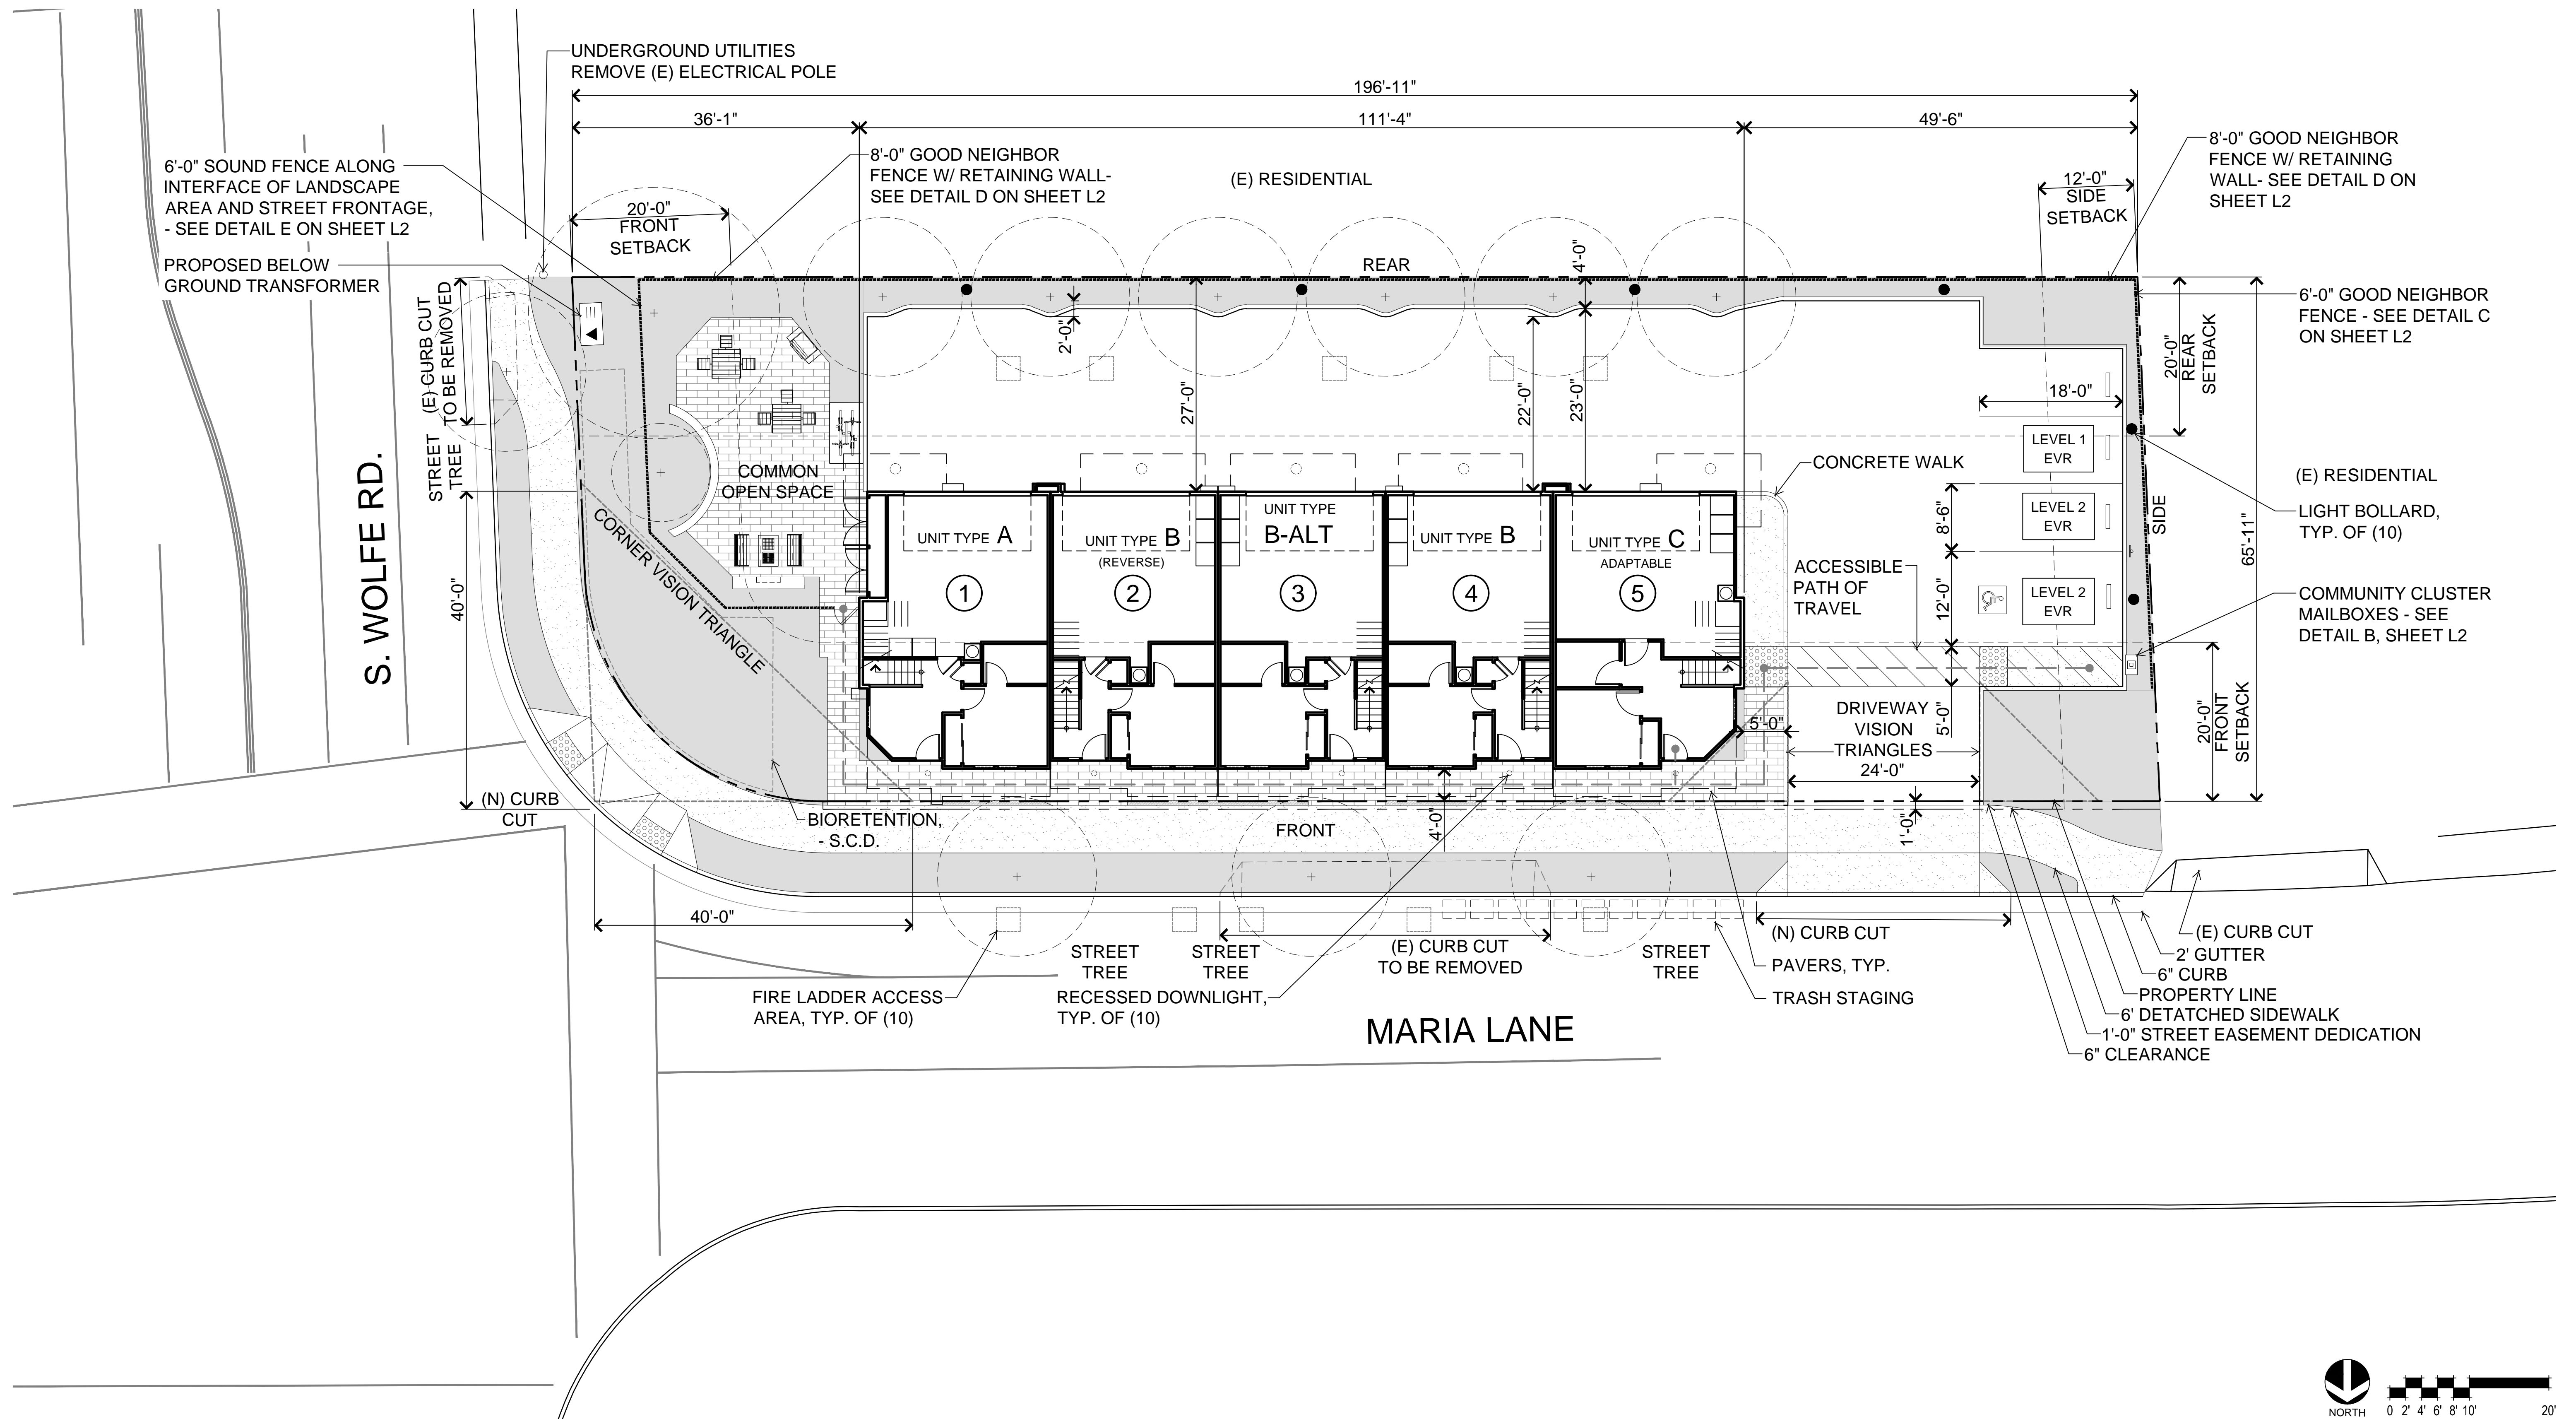 UNDERGROUND UTILITIES
REMOVE (E) ELECTRICAL POLE
196'-11"
36'-1"
111'-4"
49'-6"
6'-0" SOUND FENCE ALONG
INTERFACE OF LANDSCAPE
AREA AND STREET FRONTAGE,
- SEE DETAIL E ON SHEET L2
8'-0" GOOD NEIGHBOR
FENCE W/ RETAINING WALL-
SEE DETAIL D ON SHEET L2
(E) RESIDENTIAL
8'-0" GOOD NEIGHBOR
FENCE W/ RETAINING
WALL- SEE DETAIL D ON
SHEET L2
12'-0"
SIDE
SETBACK
20'-0"
FRONT
SETBACK
PROPOSED BELOW
GROUND TRANSFORMER
REAR
4'-0"
2'-0"
27'-0"
22'-0"
23'-0"
(E) CURB CUT
TO BE REMOVED
STREET
TREE
6'-0" GOOD NEIGHBOR
FENCE - SEE DETAIL C
ON SHEET L2
20'-0"
REAR
SETBACK
65'-11"
18'-0"
LEVEL 1
EVR
LEVEL 2
EVR
LEVEL 2
EVR
SIDE
(E) RESIDENTIAL
LIGHT BOLLARD,
TYP. OF (10)
COMMUNITY CLUSTER
MAILBOXES - SEE
DETAIL B, SHEET L2
S. WOLFE RD.
40'-0"
COMMON
OPEN SPACE
CORNER VISION TRIANGLE
UNIT TYPE A
1
UNIT TYPE B
(REVERSE)
2
UNIT TYPE
B-ALT
3
UNIT TYPE B
4
UNIT TYPE C
ADAPTABLE
5
CONCRETE WALK
ACCESSIBLE
PATH OF
TRAVEL
8'-6"
12'-0"
5'-0"
5'-0"
DRIVEWAY
VISION
TRIANGLES
24'-0"
20'-0"
FRONT
SETBACK
(N) CURB
CUT
BIORETENTION,
- S.C.D.
FRONT
4'-0"
1'-0"
40'-0"
STREET
TREE
STREET
TREE
(E) CURB CUT
TO BE REMOVED
STREET
TREE
(N) CURB CUT
PAVERS, TYP.
TRASH STAGING
FIRE LADDER ACCESS
AREA, TYP. OF (10)
RECESSED DOWNLIGHT,
TYP. OF (10)
(E) CURB CUT
2' GUTTER
6" CURB
PROPERTY LINE
6' DETATCHED SIDEWALK
1'-0" STREET EASEMENT DEDICATION
6" CLEARANCE
MARIA LANE
NORTH
0 2' 4' 6' 8' 10' 20'